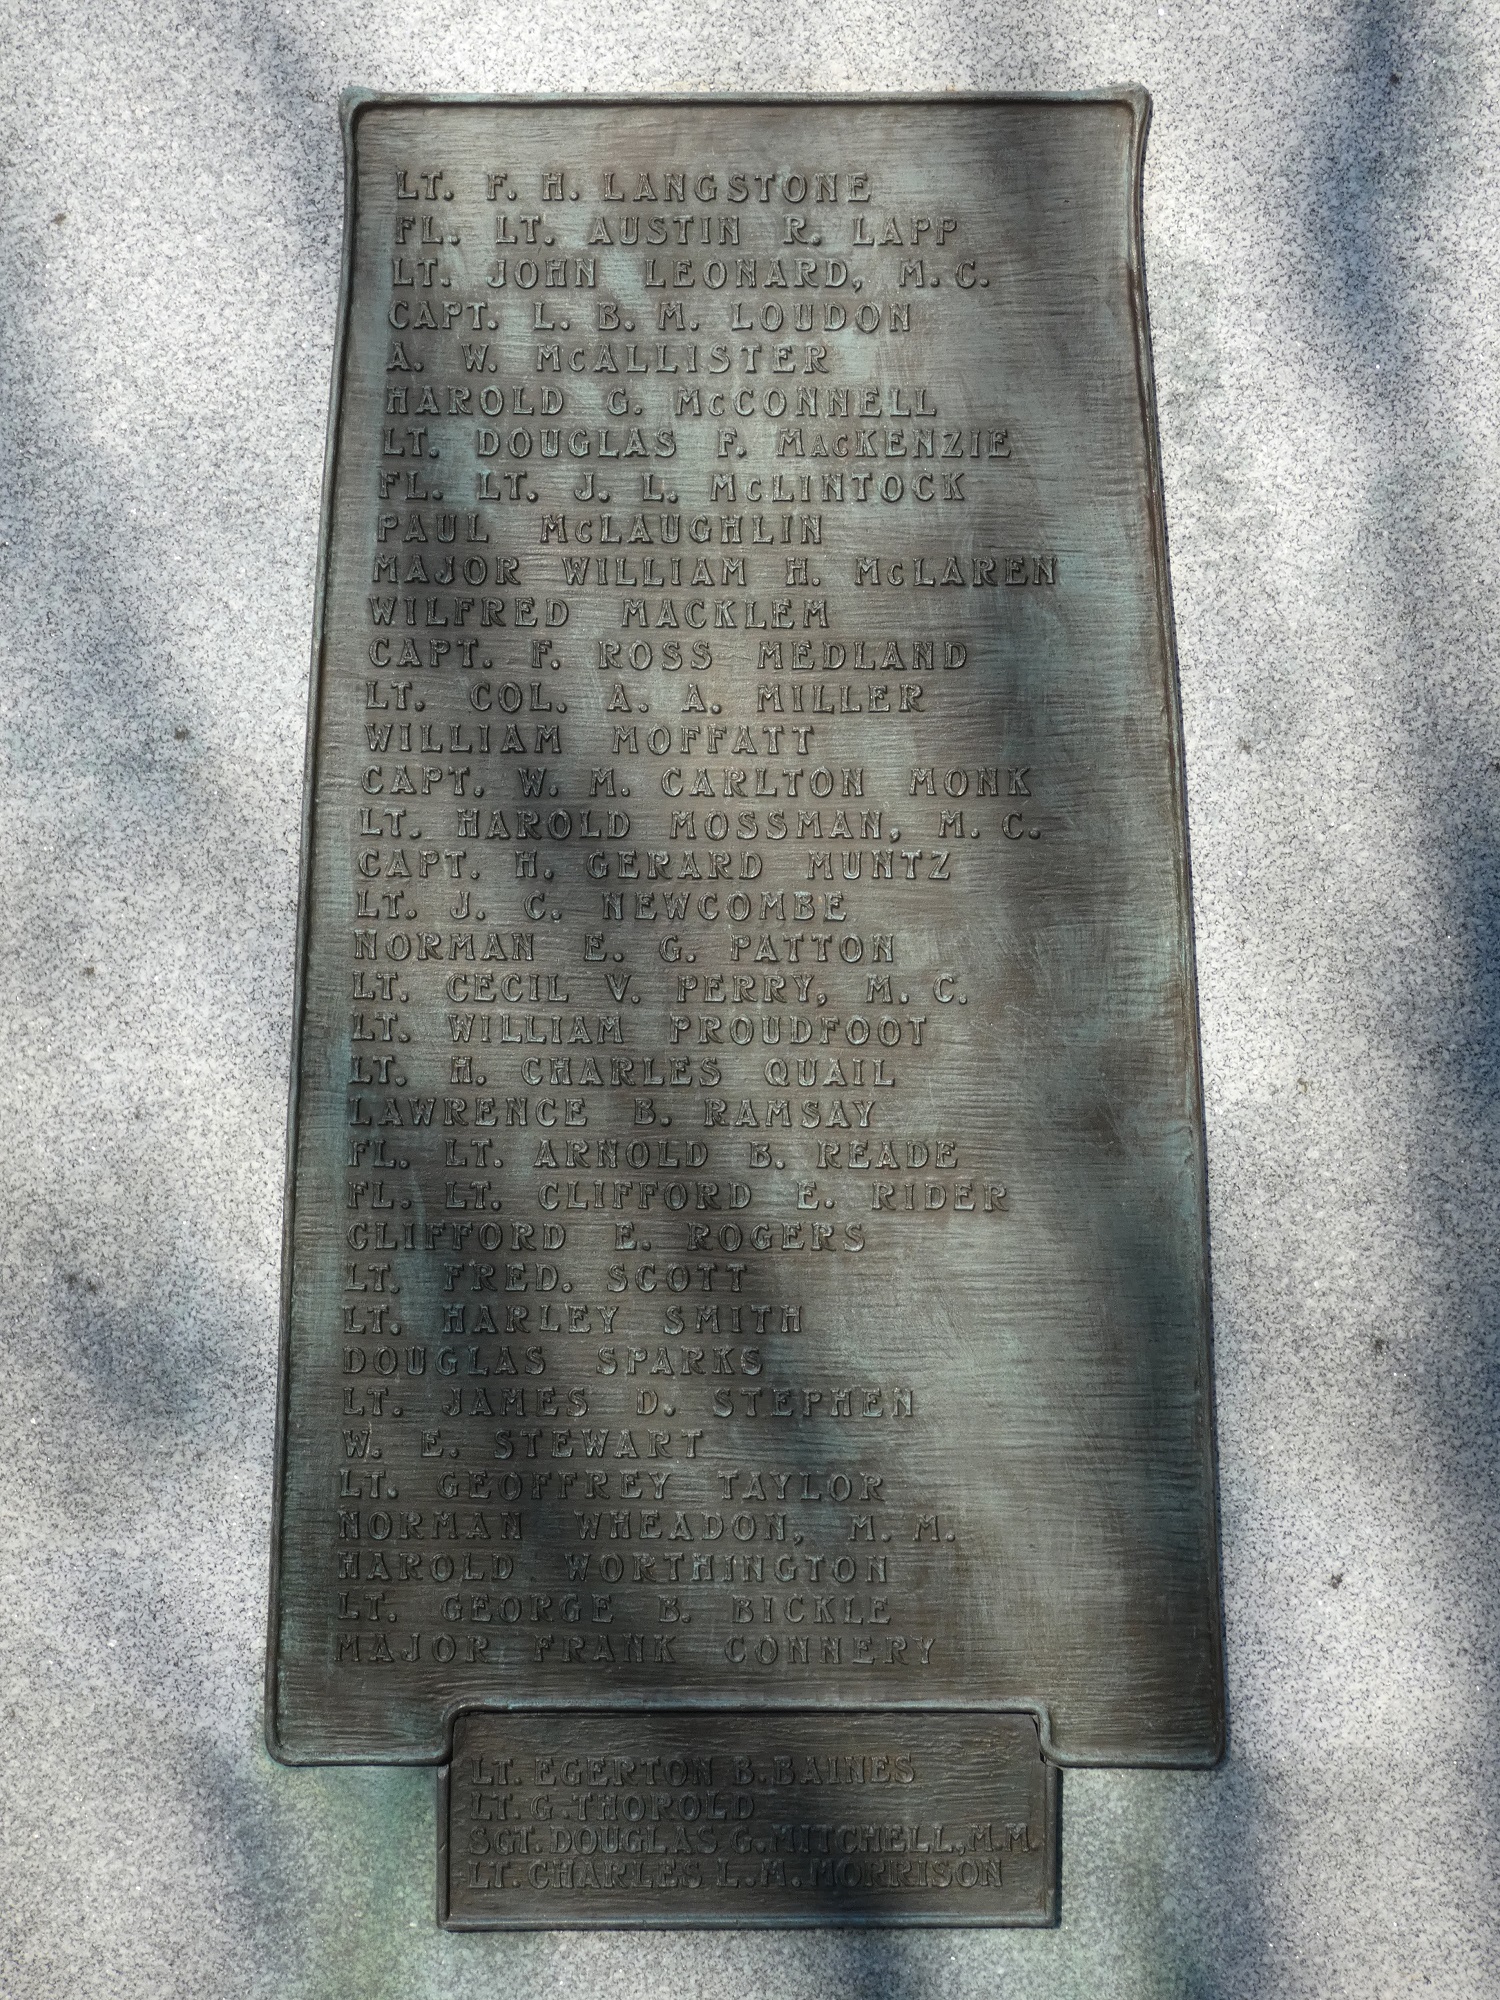 LT. F. H. LANGSTONE
FL. LT. AUSTIN R. LAPP
LT. JOHN LEONARD, M. C.
CAPT. L. B. M. LOUDON
A. W. McALLISTER
HAROLD G. McCONNELL
LT. DOUGLAS F. MacKENZIE
FL. LT. J. L. McLINTOCK
PAUL McLAUGHLIN
MAJOR WILLIAM H. McLAREN
WILFRED MACKLEM
CAPT. F. ROSS MEDLAND
LT. COL. A. A. MILLER
WILLIAM MOFFATT
CAPT. W. M. CARLTON MONK
LT. HAROLD MOSSMAN, M. C.
CAPT. H. GERARD MUNTZ
LT. J. C. NEWCOMBE
NORMAN E. G. PATTON
LT. CECIL V. PERRY, M. C.
LT. WILLIAM PROUDFOOT
LT. H. CHARLES QUAIL
LAWRENCE B. RAMSAY
FL. LT. ARNOLD B. READE
FL. LT. CLIFFORD E. RIDER
CLIFFORD E. ROGERS
LT. FRED. SCOTT
LT. HARLEY SMITH
DOUGLAS SPARKS
LT. JAMES D. STEPHEN
W. E. STEWART
LT. GEOFFREY TAYLOR
NORMAN WHEADON, M. M.
HAROLD WORTHINGTON
LT. GEORGE B. BICKLE
MAJOR FRANK CONNERY
LT. EGERTON B. BAINES
LT. G. THOROLD
SGT. DOUGLAS G. MITCHELL, M.M.
LT. CHARLES L. M. MORRISON